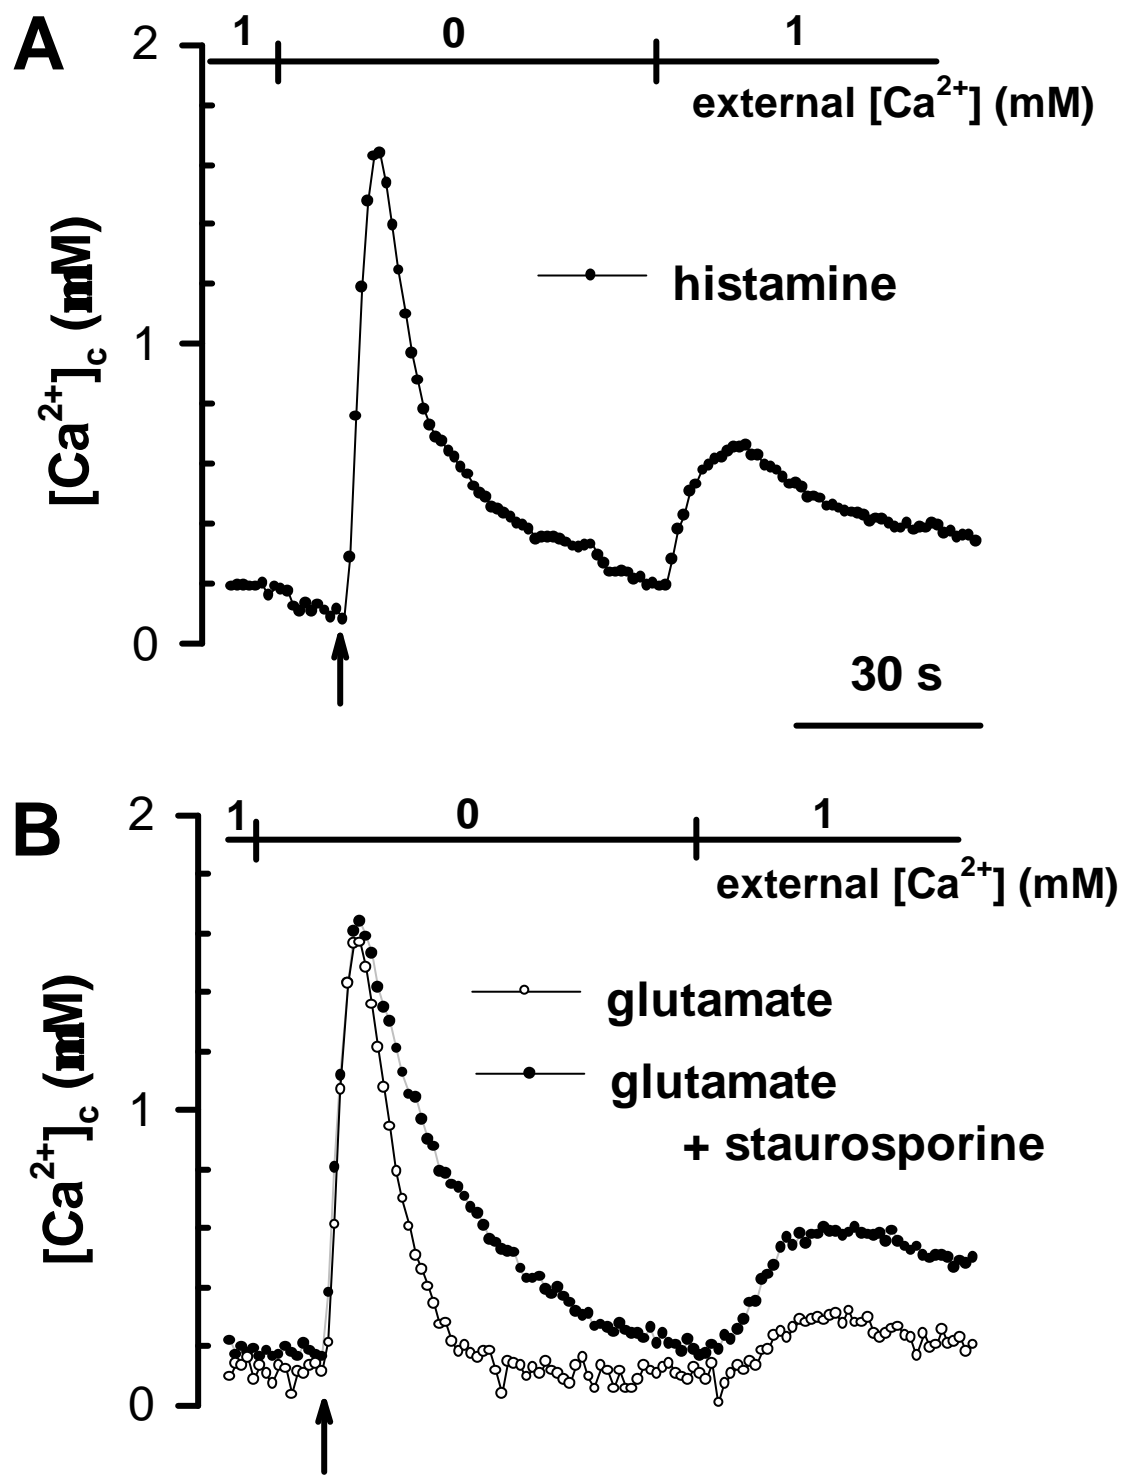 A
1 0 1
external [Ca2+] (mM)
2
1
0
[Ca2+]c (mM)
histamine
30 s
B
1 0 1
external [Ca2+] (mM)
2
1
0
[Ca2+]c (mM)
glutamate
glutamate
+ staurosporine